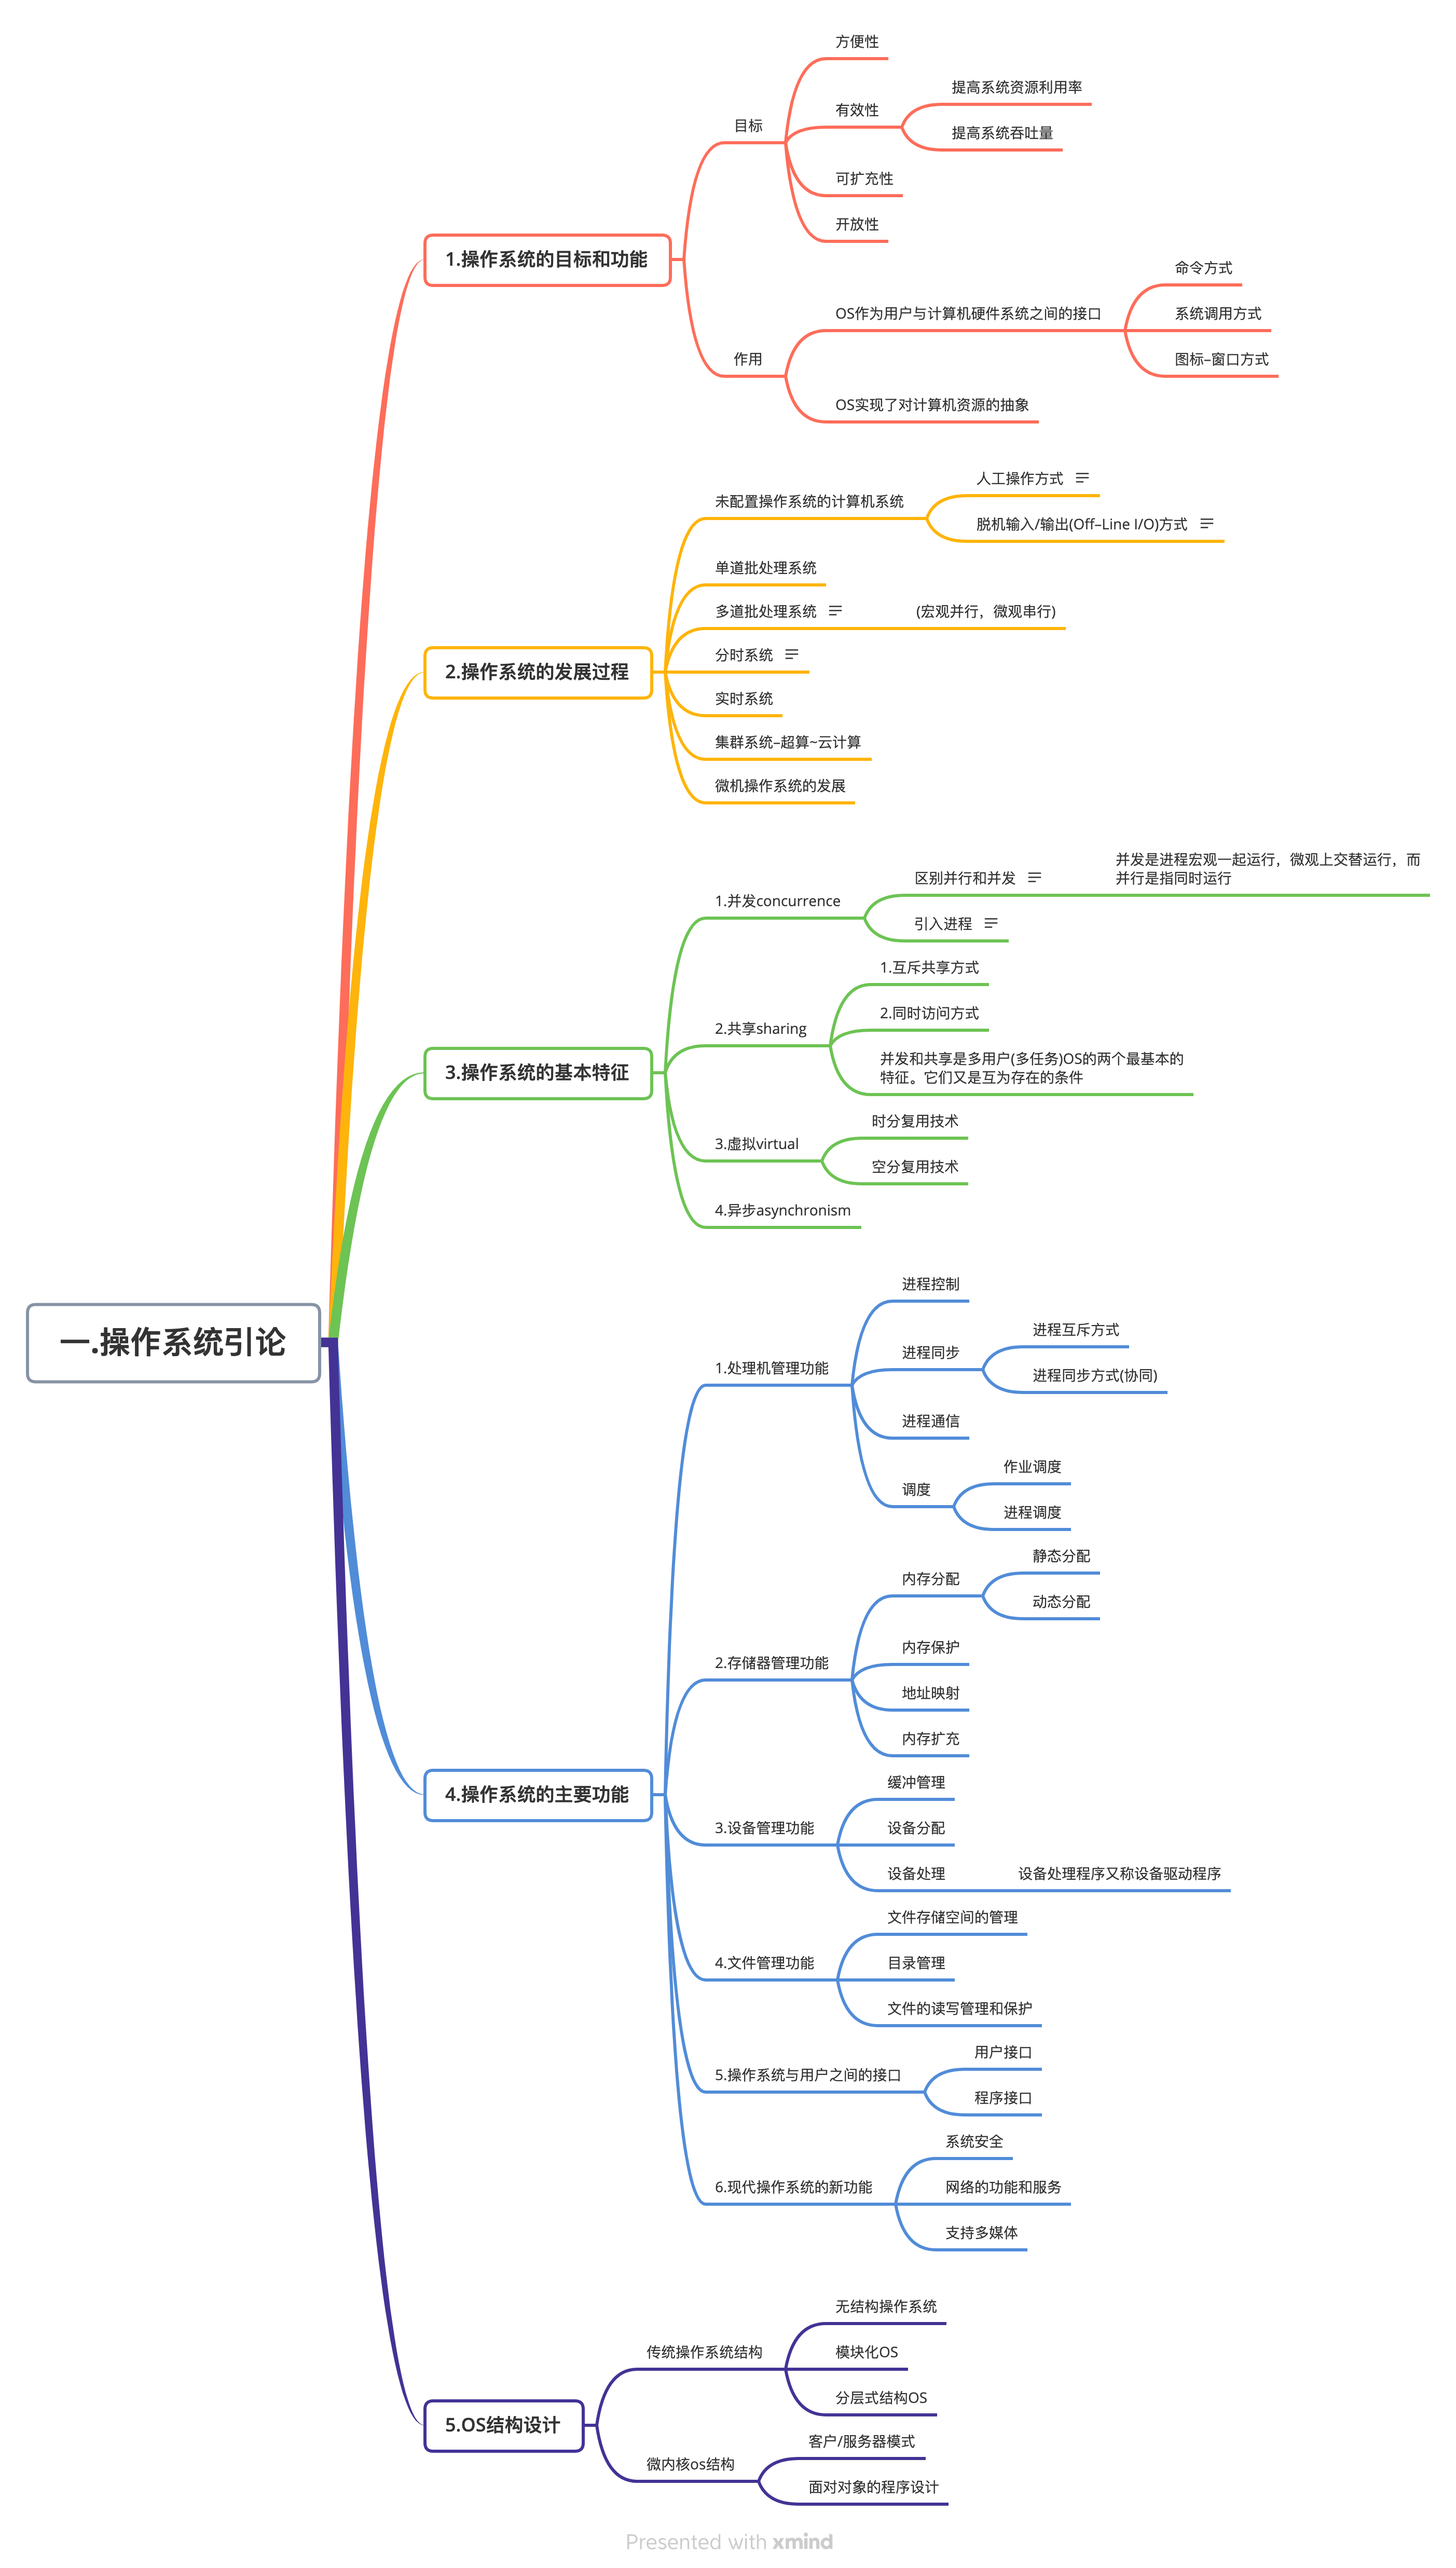 一.操作系统引论
1.操作系统的目标和功能
目标
方便性
有效性
提高系统资源利用率
提高系统吞吐量
可扩充性
开放性
作用
OS作为用户与计算机硬件系统之间的接口
命令方式
系统调用方式
图标–窗口方式
OS实现了对计算机资源的抽象
2.操作系统的发展过程
未配置操作系统的计算机系统
人工操作方式
脱机输入/输出(Off–Line I/O)方式
单道批处理系统
多道批处理系统
(宏观并行，微观串行)
分时系统
实时系统
集群系统–超算~云计算
微机操作系统的发展
3.操作系统的基本特征
1.并发concurrence
区别并行和并发
并发是进程宏观一起运行，微观上交替运行，而
并行是指同时运行
引入进程
2.共享sharing
1.互斥共享方式
2.同时访问方式
并发和共享是多用户(多任务)OS的两个最基本的
特征。它们又是互为存在的条件
3.虚拟virtual
时分复用技术
空分复用技术
4.异步asynchronism
4.操作系统的主要功能
1.处理机管理功能
进程控制
进程同步
进程互斥方式
进程同步方式(协同)
进程通信
调度
作业调度
进程调度
2.存储器管理功能
内存分配
静态分配
动态分配
内存保护
地址映射
内存扩充
3.设备管理功能
缓冲管理
设备分配
设备处理
设备处理程序又称设备驱动程序
4.文件管理功能
文件存储空间的管理
目录管理
文件的读写管理和保护
5.操作系统与用户之间的接口
用户接口
程序接口
6.现代操作系统的新功能
系统安全
网络的功能和服务
支持多媒体
5.OS结构设计
传统操作系统结构
无结构操作系统
模块化OS
分层式结构OS
微内核os结构
客户/服务器模式
面对对象的程序设计
Presented with xmind